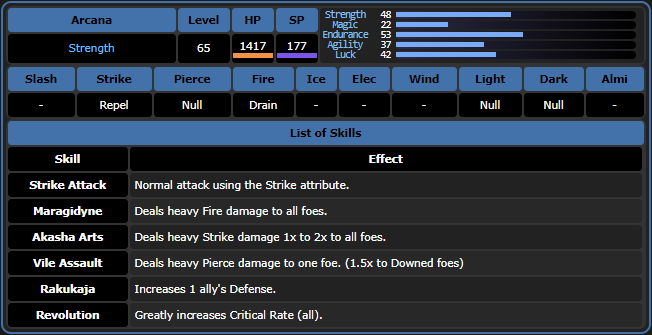 Arcana Level HP SP
Strength 65 1417 177
Strength 48
Magic 22
Endurance 53
Agility 37
Luck 42
Slash Strike Pierce Fire Ice Elec Wind Light Dark Almi
- Repel Null Drain - - - Null Null -
List of Skills
Skill Effect
Strike Attack Normal attack using the Strike attribute.
Maragidyne Deals heavy Fire damage to all foes.
Akasha Arts Deals heavy Strike damage 1x to 2x to all foes.
Vile Assault Deals heavy Pierce damage to one foe. (1.5x to Downed foes)
Rakukaja Increases 1 ally's Defense.
Revolution Greatly increases Critical Rate (all).